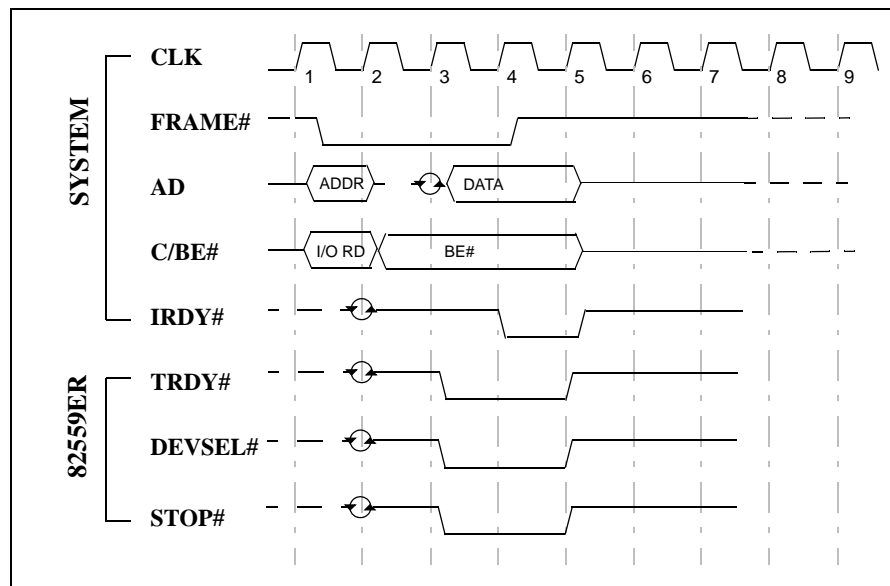 SYSTEM
CLK
1 2 3 4 5 6 7 8 9
FRAME#
AD
ADDR DATA
C/BE#
I/O RD BE#
IRDY#
82559ER
TRDY#
DEVSEL#
STOP#